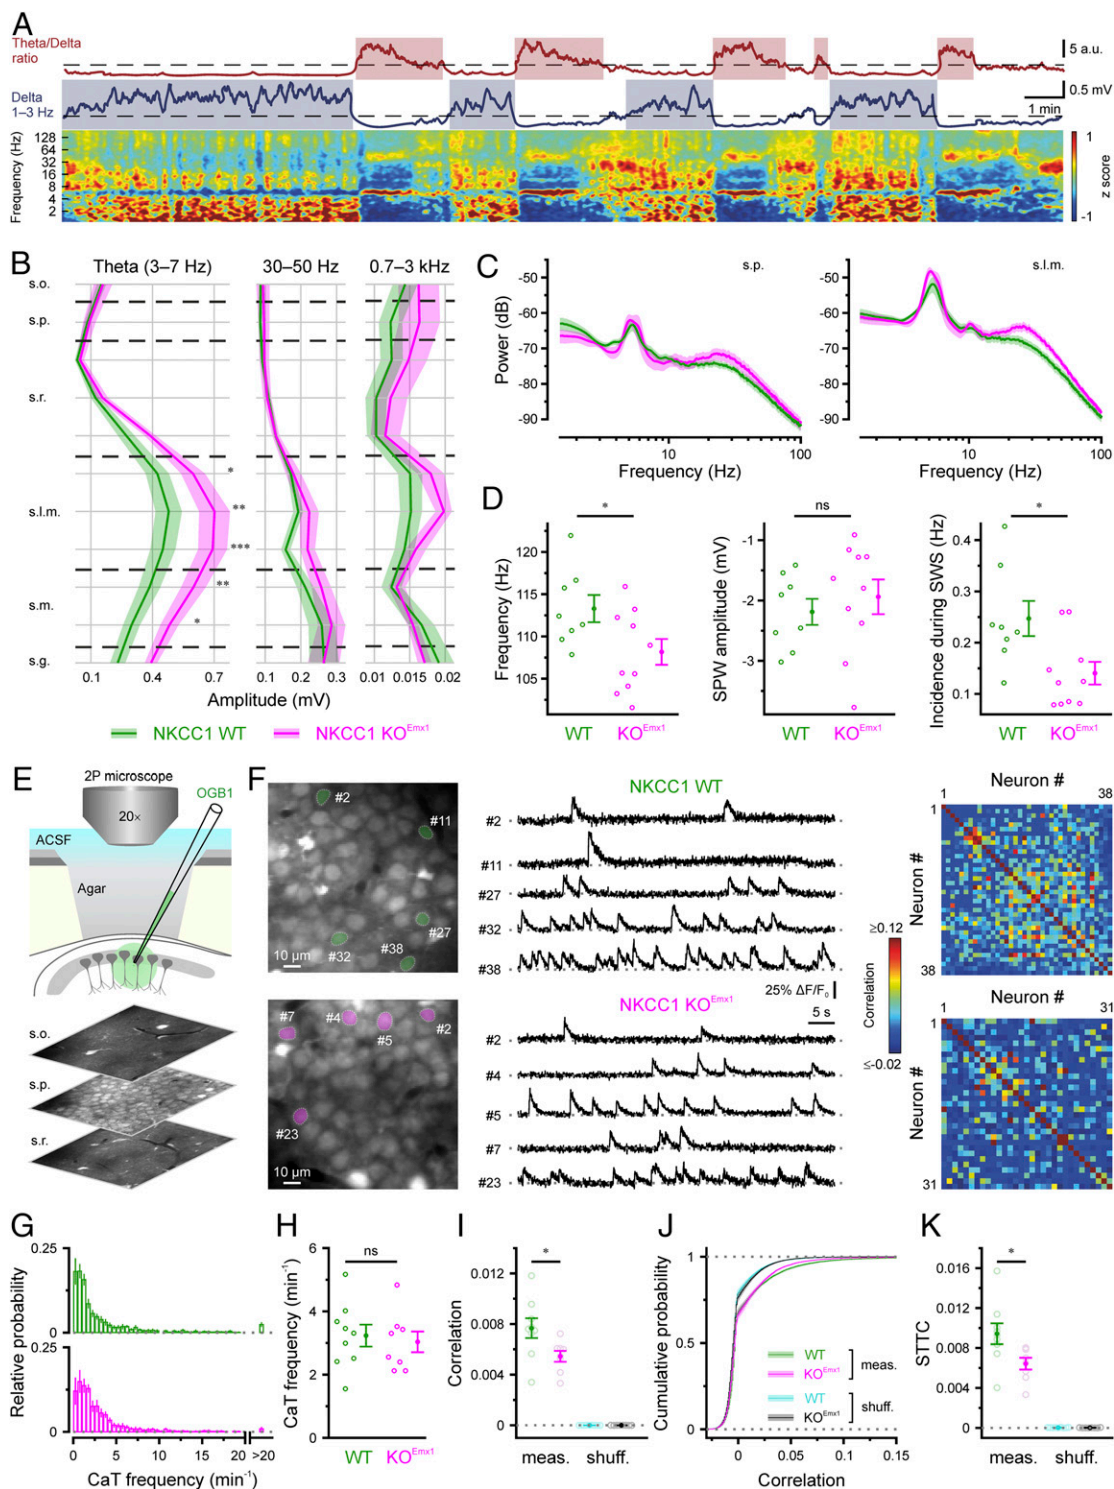 A
Theta/Delta
ratio
5 a.u.
Delta
1–3 Hz
0.5 mV
1 min
Frequency (Hz)
128
64
32
16
8
4
2
1
-1
z score
B
Theta (3–7 Hz)
30–50 Hz
0.7–3 kHz
s.o.
s.p.
s.r.
s.l.m.
s.m.
s.g.
*
**
***
**
*
0.1 0.4 0.7
0.1 0.2 0.3
0.01 0.015 0.02
Amplitude (mV)
NKCC1 WT
NKCC1 KO^Emx1
C
s.p.
s.l.m.
Power (dB)
-50
-60
-70
-80
-90
10 100
Frequency (Hz)
-50
-60
-70
-80
-90
10 100
Frequency (Hz)
D
Frequency (Hz)
120
115
110
105
*
WT KO^Emx1
SPW amplitude (mV)
-1
-2
-3
ns
WT KO^Emx1
Incidence during SWS (Hz)
0.4
0.3
0.2
0.1
*
WT KO^Emx1
E
2P microscope
OGB1
20×
ACSF
Agar
s.o.
s.p.
s.r.
F
#2
#11
#27
#38
#32
10 µm
#7
#4
#5
#2
#23
10 µm
NKCC1 WT
#2
#11
#27
#32
#38
25% ΔF/F₀
5 s
NKCC1 KO^Emx1
#2
#4
#5
#7
#23
Neuron #
1 38
Neuron #
1
38
≥0.12
Correlation
≤-0.02
Neuron #
1 31
Neuron #
1
31
G
Relative probability
0.25
0
0.25
0
0 5 10 15 20 >20
CaT frequency (min⁻¹)
H
CaT frequency (min⁻¹)
6
4
2
0
ns
WT KO^Emx1
I
Correlation
0.012
0.008
0.004
0
*
meas. shuff.
J
Cumulative probability
1
0.5
0
WT
KO^Emx1
meas.
WT
KO^Emx1
shuff.
0 0.05 0.1 0.15
Correlation
K
STTC
0.016
0.012
0.008
0.004
0
*
meas. shuff.